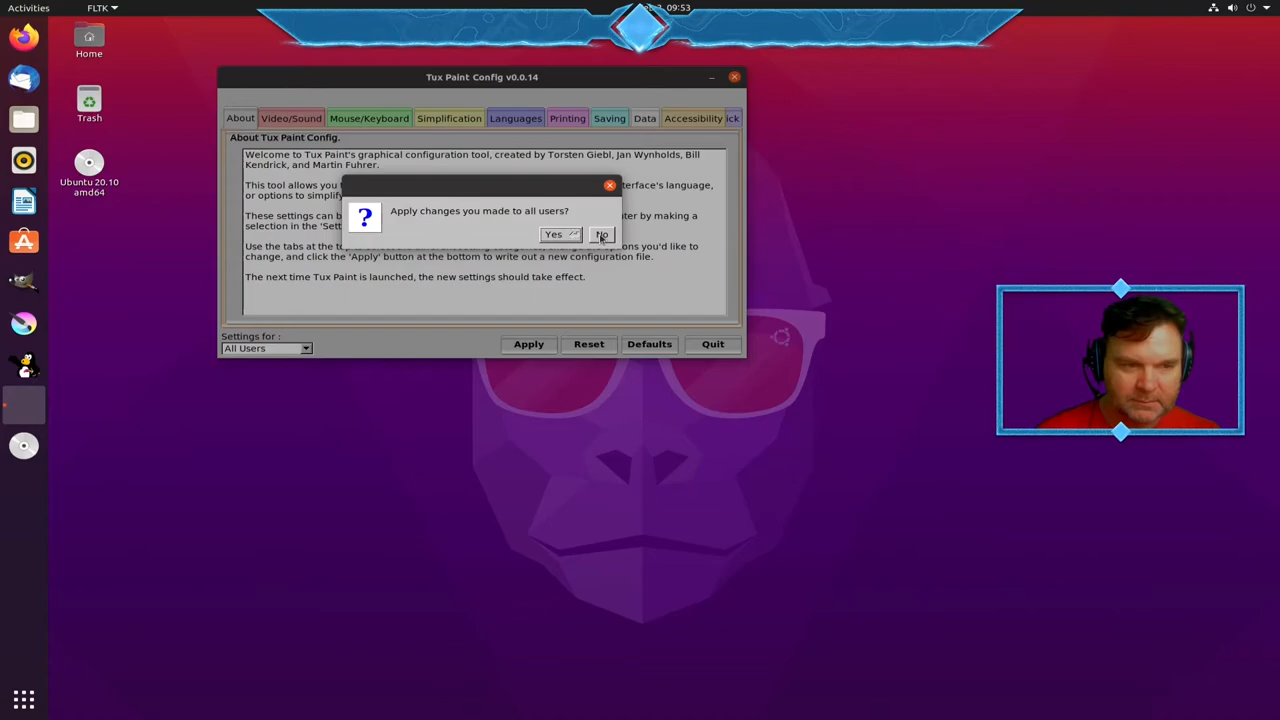 Activities
FLTK
09:53
Home
Trash
Ubuntu 20.10
amd64
Tux Paint Config v0.0.14
About
Video/Sound
Mouse/Keyboard
Simplification
Languages
Printing
Saving
Data
Accessibility
ick
About Tux Paint Config.
Welcome to Tux Paint's graphical configuration tool, created by Torsten Giebl, Jan Wynholds, Bill
Kendrick, and Martin Fuhrer.
This tool allows you t terface's language,
or options to simplify
These settings can b ter by making a
selection in the 'Sett
Use the tabs at the top options you'd like to
change, and click the 'Apply' button at the bottom to write out a new configuration file.
The next time Tux Paint is launched, the new settings should take effect.
Apply changes you made to all users?
Yes
No
Settings for :
All Users
Apply
Reset
Defaults
Quit